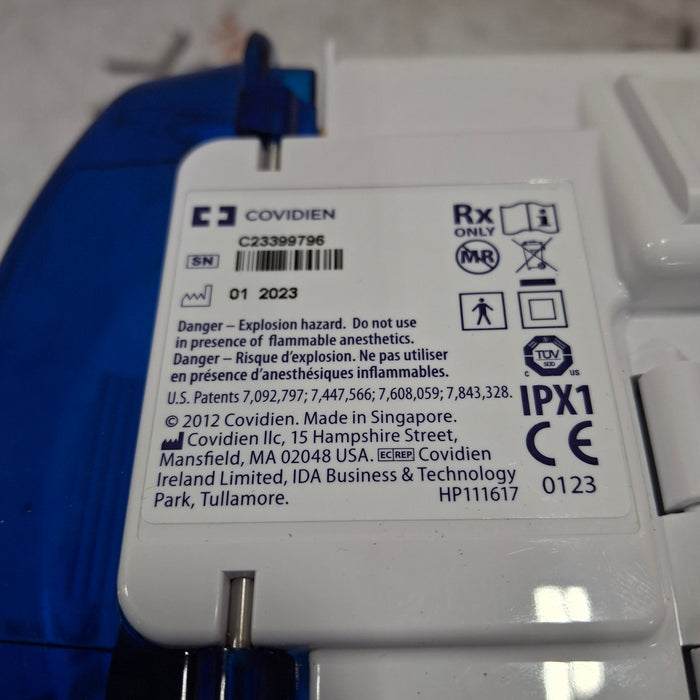 COVIDIEN
C23399796
SN
01 2023
Danger – Explosion hazard. Do not use
in presence of flammable anesthetics.
Danger – Risque d'explosion. Ne pas utiliser
en présence d'anesthésiques inflammables.
U.S. Patents 7,092,797; 7,447,566; 7,608,059; 7,843,328.
© 2012 Covidien. Made in Singapore.
Covidien llc, 15 Hampshire Street,
Mansfield, MA 02048 USA. EC REP Covidien
Ireland Limited, IDA Business & Technology
Park, Tullamore.
HP111617
Rx
ONLY
MR
TÜV
SÜD
C US
IPX1
CE
0123